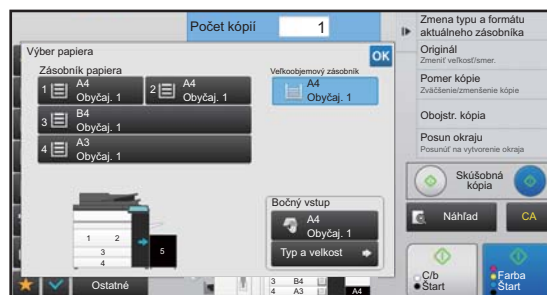 Počet kópií 1
Výber papiera
OK
Zásobník papiera
Veľkoobjemový zásobník
1 A4
Obyčaj. 1
2 A4
Obyčaj. 1
A4
Obyčaj. 1
3 B4
Obyčaj. 1
4 A3
Obyčaj. 1
1 2
3
4
5
Bočný vstup
A4
Obyčaj. 1
Typ a velkost
Ostatné
3 B4
4 A3
A4
Zmena typu a formátu
aktuálneho zásobníka
Originál
Zmeniť veľkosť/smer.
Pomer kópie
Zväčšenie/zmenšenie kópie
Obojstr. kópia
Posun okraju
Posunúť na vytvorenie okraja
Skúšobná
kópia
Náhľad
CA
C/b
Štart
Farba
Štart